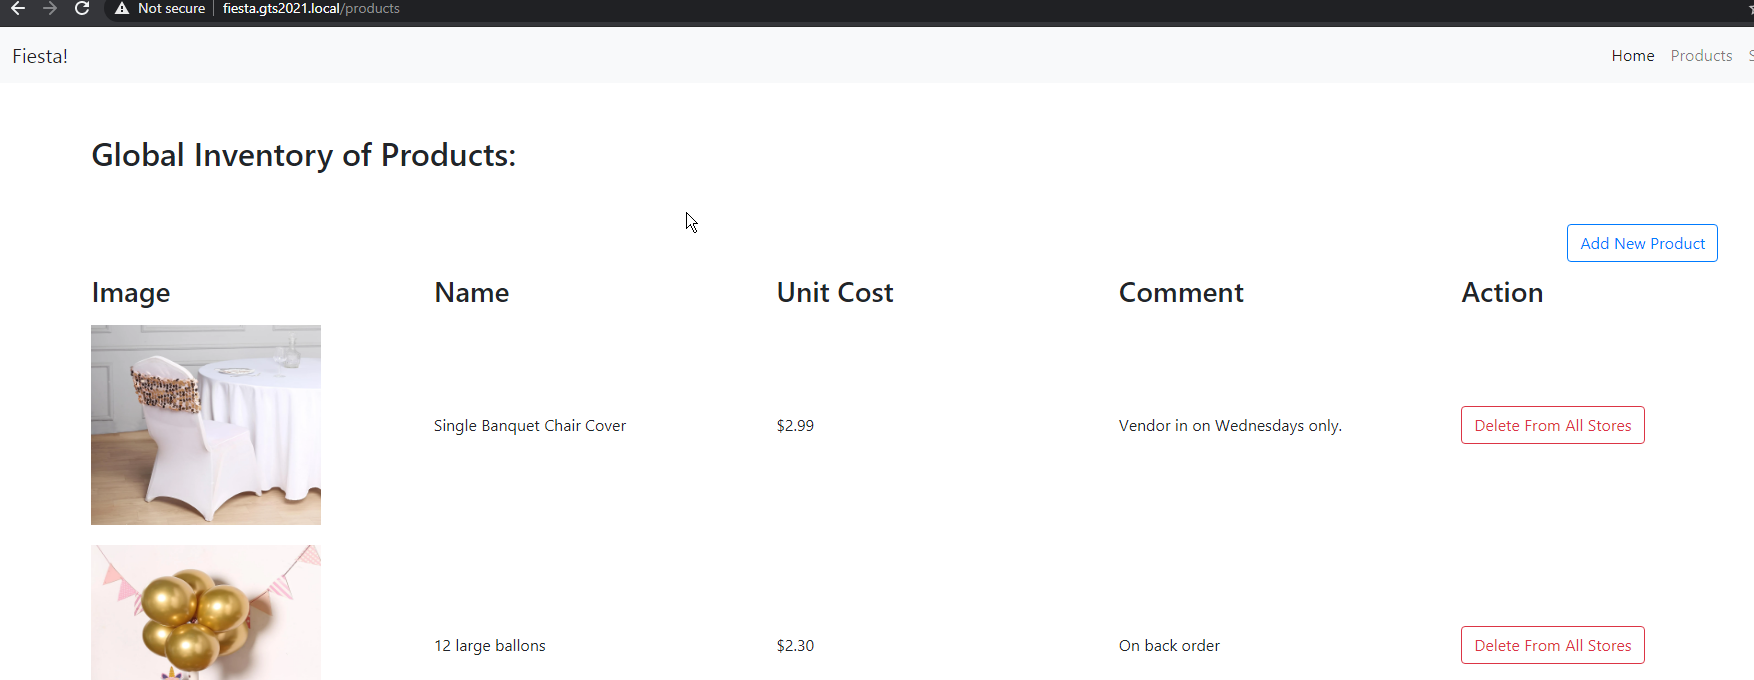 Not secure | fiesta.gts2021.local/products
Fiesta!
Home Products S
Global Inventory of Products:
Add New Product
Image Name Unit Cost Comment Action
Single Banquet Chair Cover $2.99 Vendor in on Wednesdays only. Delete From All Stores
12 large ballons $2.30 On back order Delete From All Stores